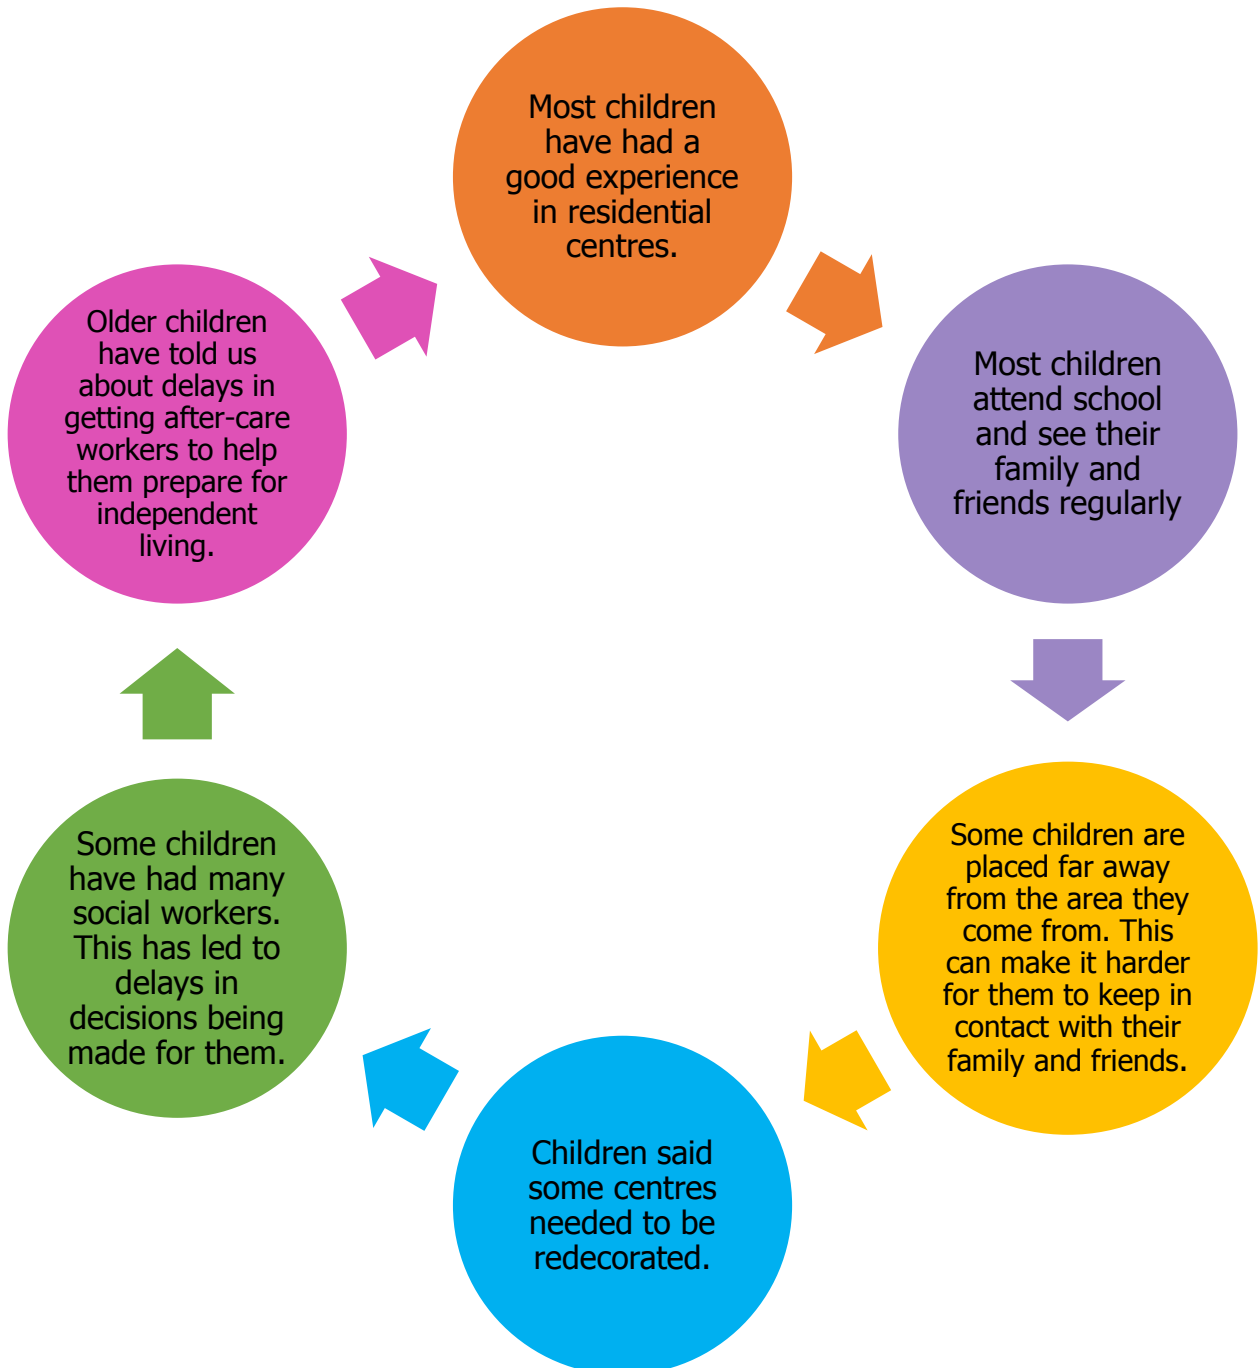 Most children
have had a
good experience
in residential
centres.
Most children
attend school
and see their
family and
friends regularly
Some children are
placed far away
from the area they
come from. This
can make it harder
for them to keep in
contact with their
family and friends.
Children said
some centres
needed to be
redecorated.
Some children
have had many
social workers.
This has led to
delays in
decisions being
made for them.
Older children
have told us
about delays in
getting after-care
workers to help
them prepare for
independent
living.